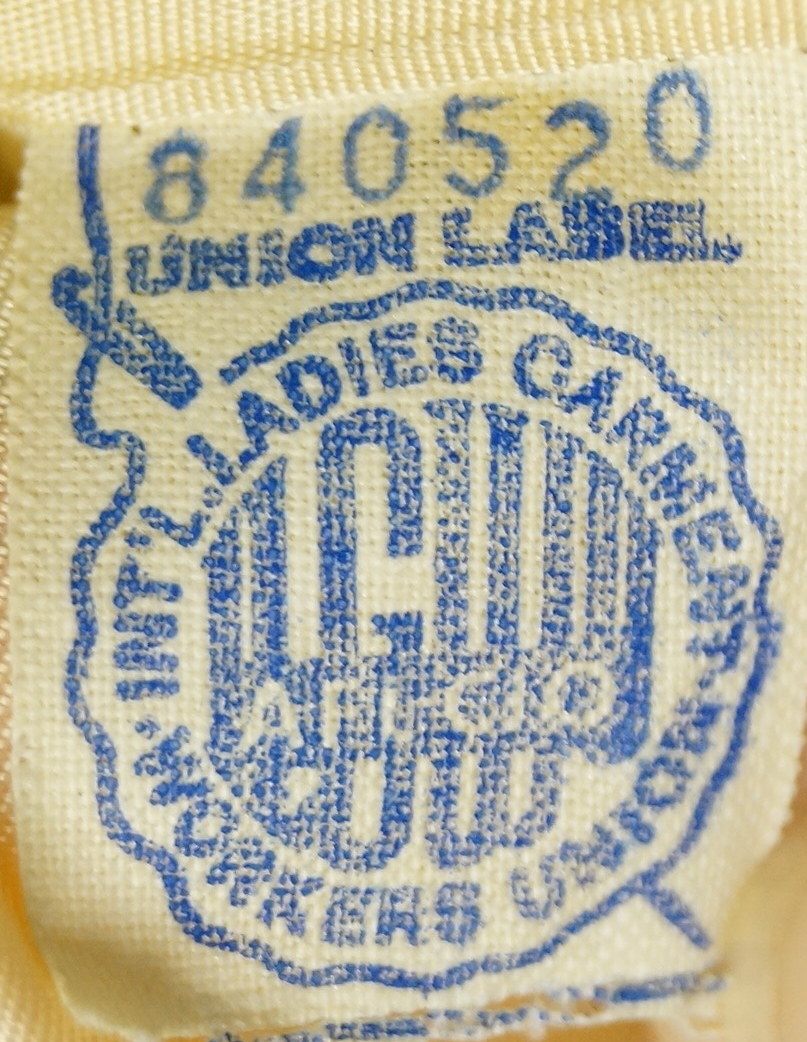 840520
UNION LABEL
INT'L. LADIES GARMENT
WORKERS UNION
ILGWU
AFL CIO